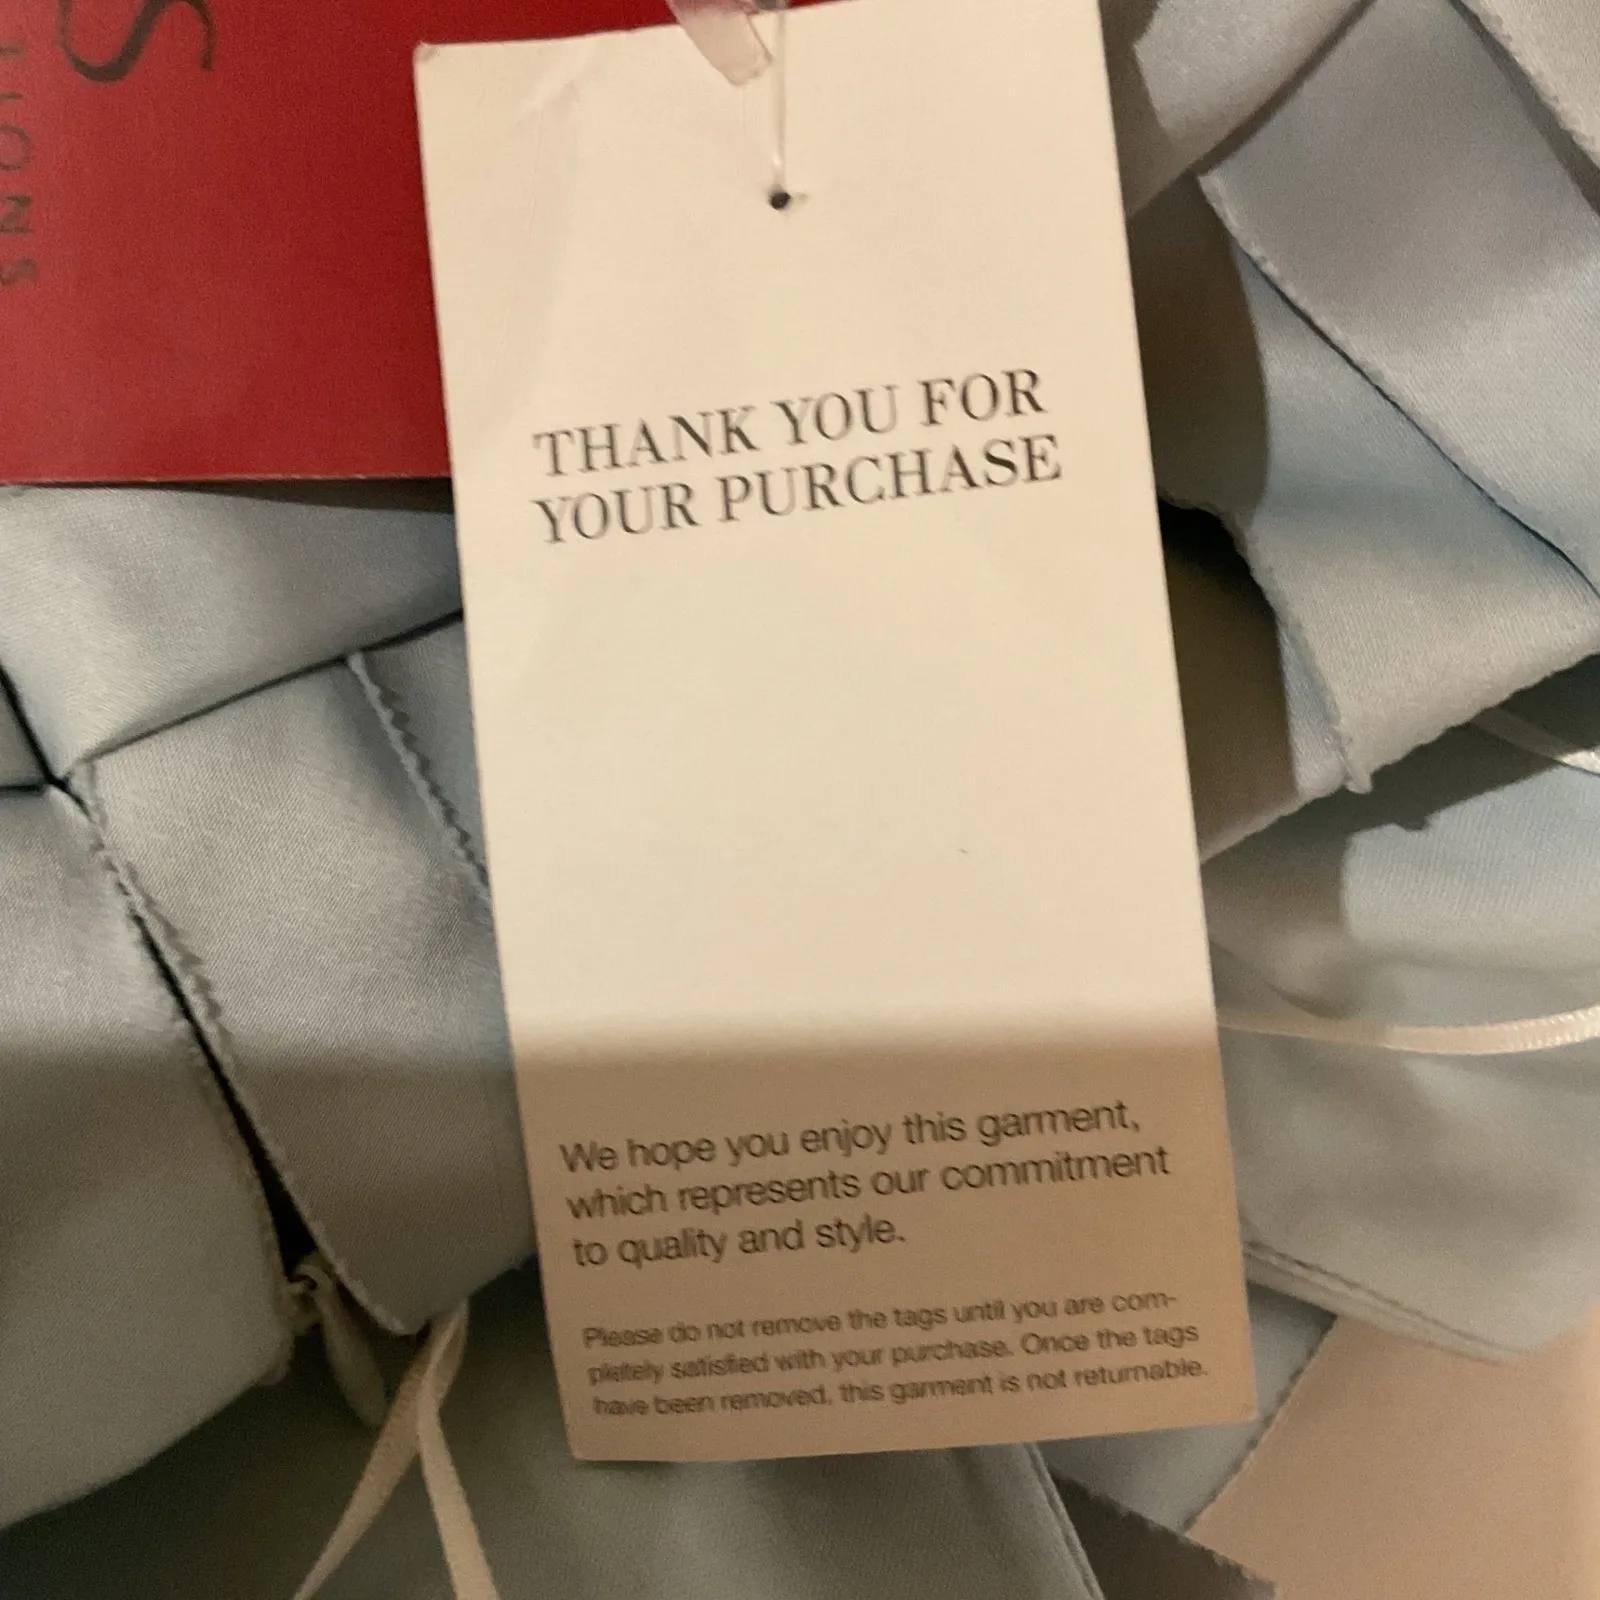 THANK YOU FOR
YOUR PURCHASE
We hope you enjoy this garment,
which represents our commitment
to quality and style.
Please do not remove the tags until you are com-
pletely satisfied with your purchase. Once the tags
have been removed, this garment is not returnable.
S